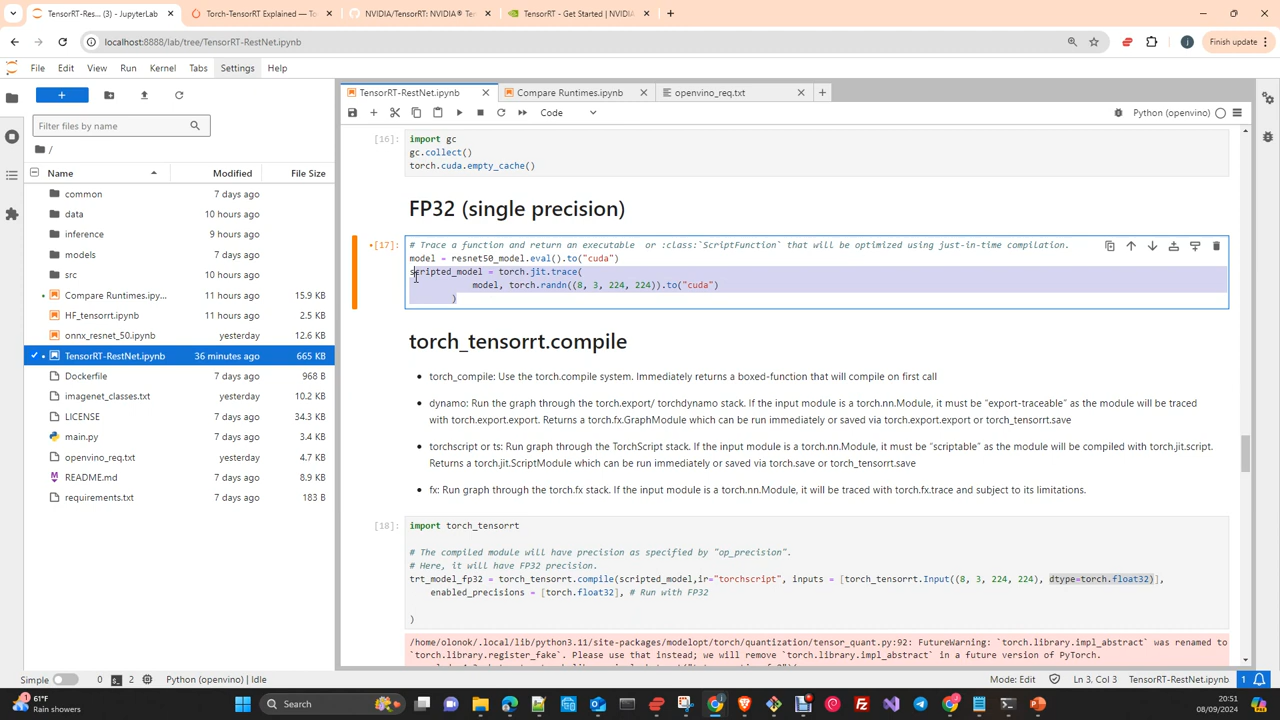 TensorRT-Res... (3) - JupyterLab
Torch-TensorRT Explained — To
NVIDIA/TensorRT: NVIDIA® Te
TensorRT - Get Started | NVIDIA
localhost:8888/lab/tree/TensorRT-RestNet.ipynb
Finish update
File Edit View Run Kernel Tabs Settings Help
TensorRT-RestNet.ipynb
Compare Runtimes.ipynb
openvino_req.txt
Code
Python (openvino)
Filter files by name
/
Name Modified File Size
common 7 days ago
data 10 hours ago
inference 9 hours ago
models 7 days ago
src 10 hours ago
Compare Runtimes.ipy... 11 hours ago 15.9 KB
HF_tensorrt.ipynb 11 hours ago 2.5 KB
onnx_resnet_50.ipynb yesterday 12.6 KB
TensorRT-RestNet.ipynb 36 minutes ago 665 KB
Dockerfile 7 days ago 968 B
imagenet_classes.txt yesterday 10.2 KB
LICENSE 7 days ago 34.3 KB
main.py 7 days ago 3.4 KB
openvino_req.txt yesterday 4.7 KB
README.md 7 days ago 8.9 KB
requirements.txt 7 days ago 183 B
[16]: import gc
gc.collect()
torch.cuda.empty_cache()
FP32 (single precision)
[17]: # Trace a function and return an executable  or :class:`ScriptFunction` that will be optimized using just-in-time compilation.
model = resnet50_model.eval().to("cuda")
scripted_model = torch.jit.trace(
model, torch.randn((8, 3, 224, 224)).to("cuda")
)
torch_tensorrt.compile
• torch_compile: Use the torch.compile system. Immediately returns a boxed-function that will compile on first call
• dynamo: Run the graph through the torch.export/ torchdynamo stack. If the input module is a torch.nn.Module, it must be “export-traceable” as the module will be traced
with torch.export.export. Returns a torch.fx.GraphModule which can be run immediately or saved via torch.export.export or torch_tensorrt.save
• torchscript or ts: Run graph through the TorchScript stack. If the input module is a torch.nn.Module, it must be “scriptable” as the module will be compiled with torch.jit.script.
Returns a torch.jit.ScriptModule which can be run immediately or saved via torch.save or torch_tensorrt.save
• fx: Run graph through the torch.fx stack. If the input module is a torch.nn.Module, it will be traced with torch.fx.trace and subject to its limitations.
[18]: import torch_tensorrt
# The compiled module will have precision as specified by "op_precision".
# Here, it will have FP32 precision.
trt_model_fp32 = torch_tensorrt.compile(scripted_model,ir="torchscript", inputs = [torch_tensorrt.Input((8, 3, 224, 224), dtype=torch.float32)],
enabled_precisions = [torch.float32], # Run with FP32
)
/home/olonok/.local/lib/python3.11/site-packages/modelopt/torch/quantization/tensor_quant.py:92: FutureWarning: `torch.library.impl_abstract` was renamed to
`torch.library.register_fake`. Please use that instead; we will remove `torch.library.impl_abstract` in a future version of PyTorch.
Simple 0 2 Python (openvino) | Idle
Mode: Edit Ln 3, Col 3 TensorRT-RestNet.ipynb 1
61°F
Rain showers
Search
20:51
08/09/2024